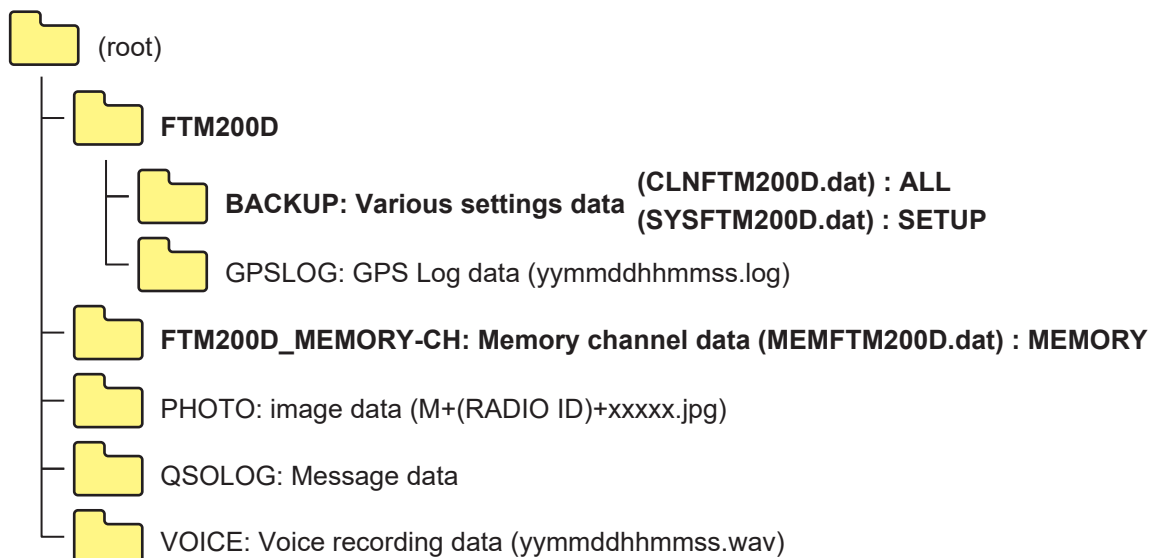 (root)
FTM200D
BACKUP: Various settings data (CLNFTM200D.dat) : ALL
(SYSFTM200D.dat) : SETUP
GPSLOG: GPS Log data (yymmddhhmmss.log)
FTM200D_MEMORY-CH: Memory channel data (MEMFTM200D.dat) : MEMORY
PHOTO: image data (M+(RADIO ID)+xxxxx.jpg)
QSOLOG: Message data
VOICE: Voice recording data (yymmddhhmmss.wav)